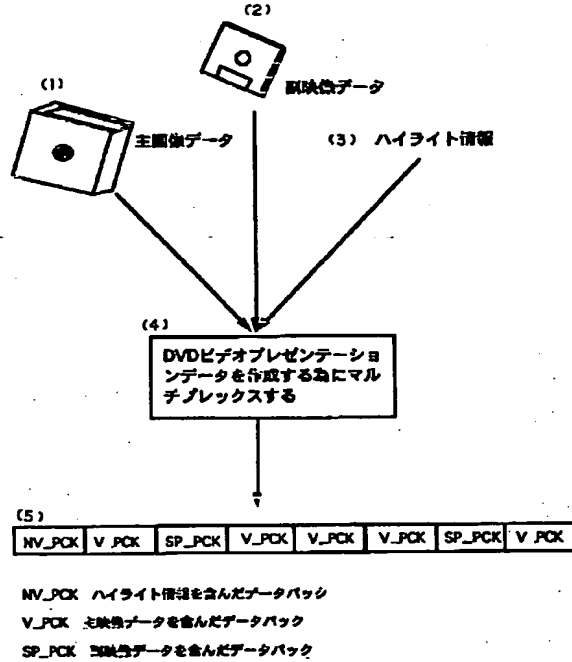 (2)
副映像データ
(1)
主画像データ
(3) ハイライト情報
(4)
DVDビデオプレゼンテーショ
ンデータを作成する為にマル
チプレックスする
(5)
NV_PCK V_PCK SP_PCK V_PCK V_PCK V_PCK SP_PCK V_PCK
NV_PCK ハイライト情報を含んだデータパック
V_PCK 主映像データを含んだデータパック
SP_PCK 副映像データを含んだデータパック